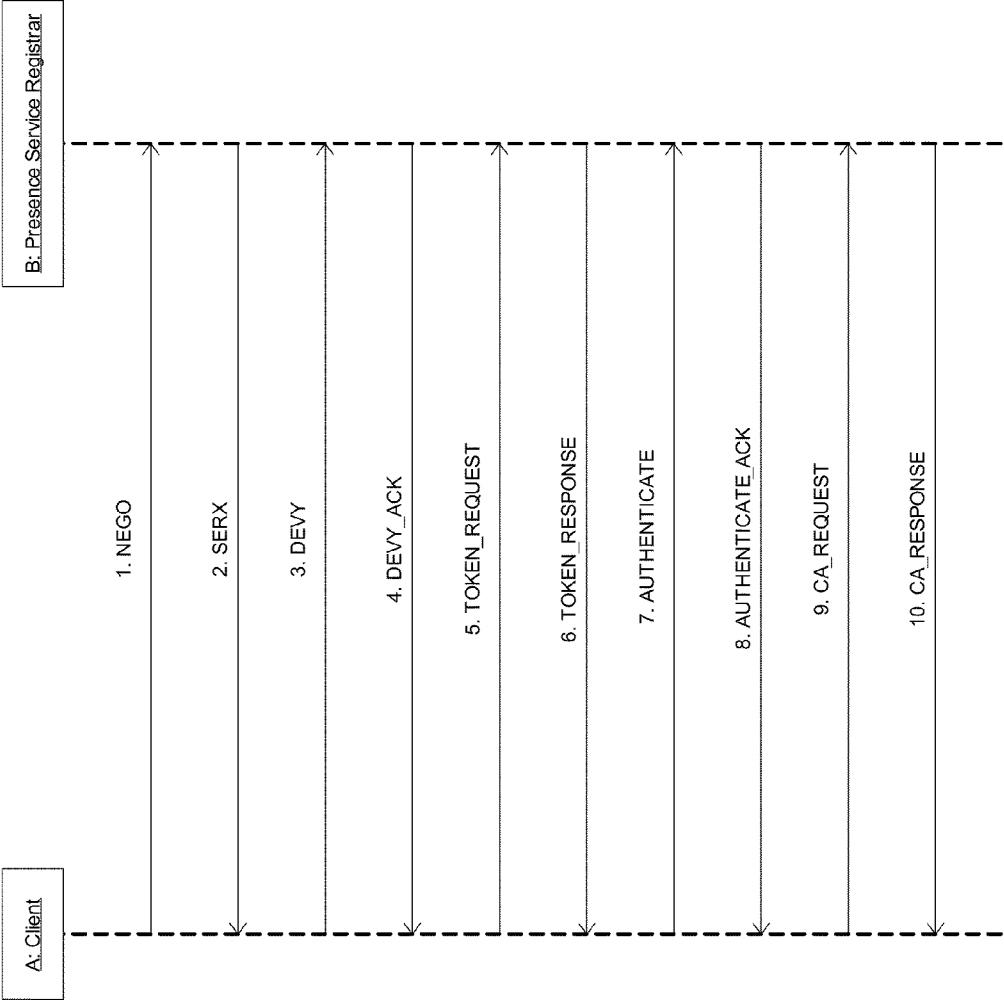 A: Client
B: Presence Service Registrar
1. NEGO
2. SERX
3. DEVY
4. DEVY_ACK
5. TOKEN_REQUEST
6. TOKEN_RESPONSE
7. AUTHENTICATE
8. AUTHENTICATE_ACK
9. CA_REQUEST
10. CA_RESPONSE